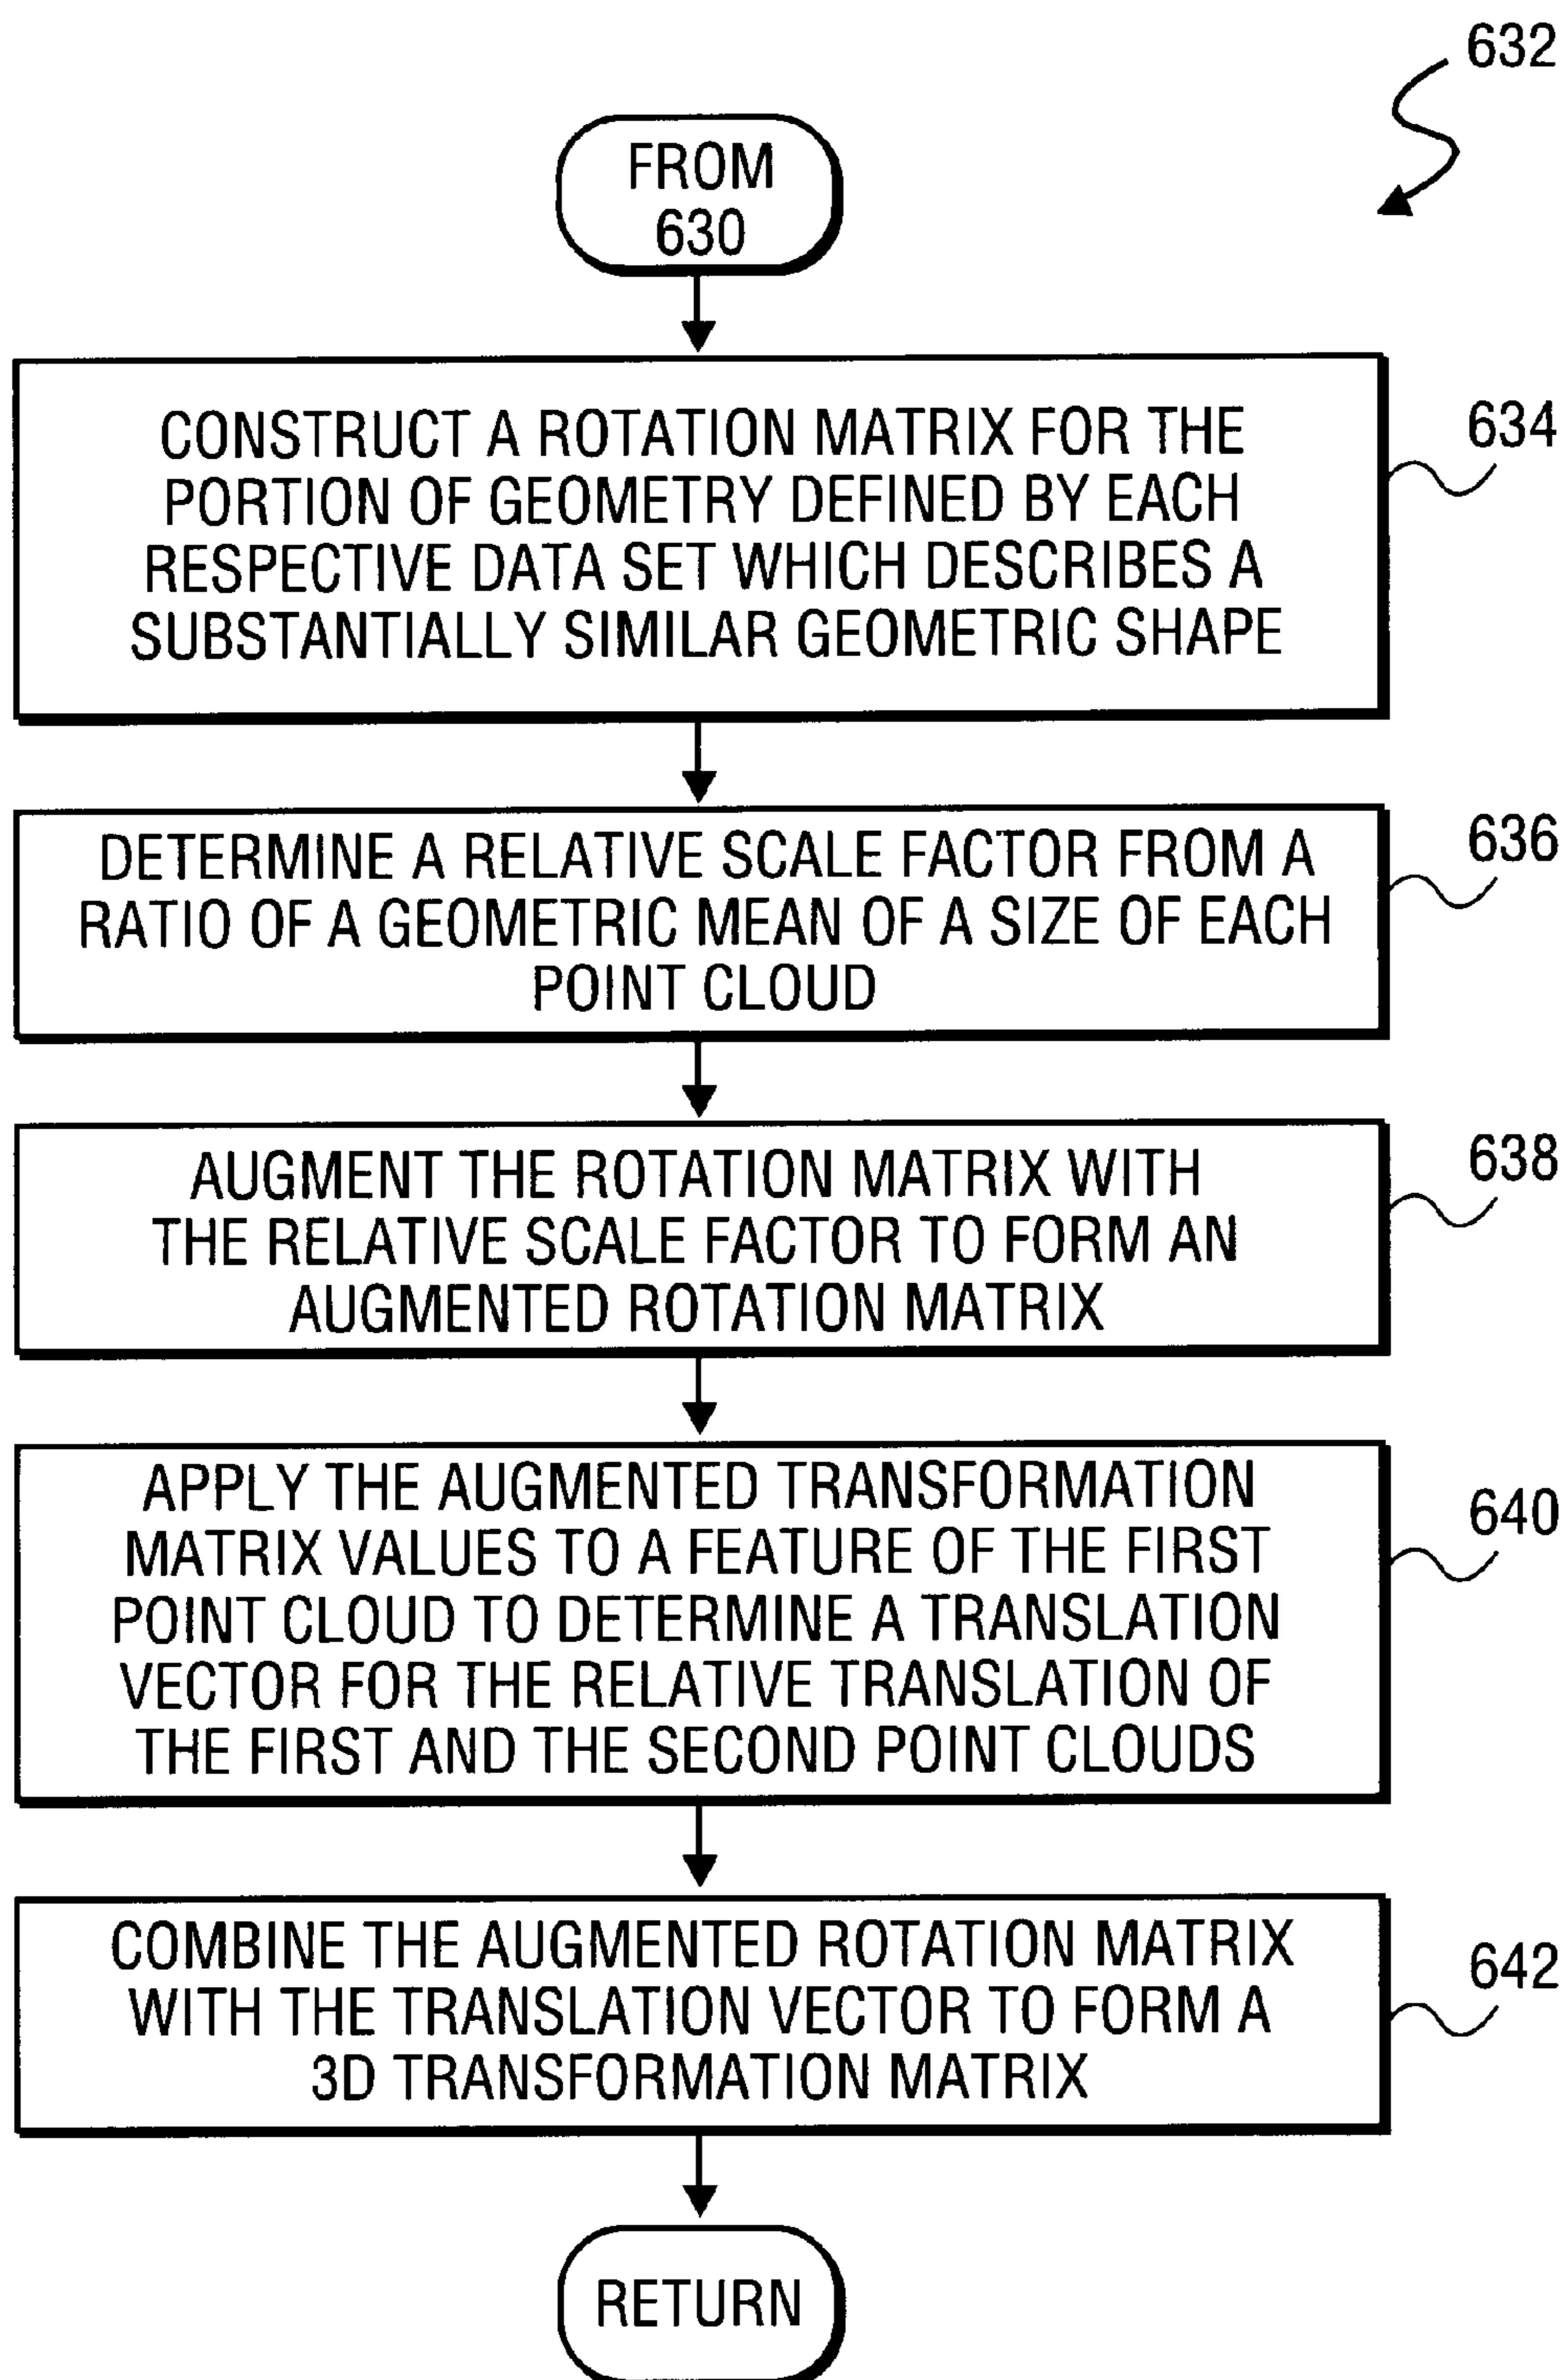 632
FROM
630
CONSTRUCT A ROTATION MATRIX FOR THE
PORTION OF GEOMETRY DEFINED BY EACH
RESPECTIVE DATA SET WHICH DESCRIBES A
SUBSTANTIALLY SIMILAR GEOMETRIC SHAPE
634
DETERMINE A RELATIVE SCALE FACTOR FROM A
RATIO OF A GEOMETRIC MEAN OF A SIZE OF EACH
POINT CLOUD
636
AUGMENT THE ROTATION MATRIX WITH
THE RELATIVE SCALE FACTOR TO FORM AN
AUGMENTED ROTATION MATRIX
638
APPLY THE AUGMENTED TRANSFORMATION
MATRIX VALUES TO A FEATURE OF THE FIRST
POINT CLOUD TO DETERMINE A TRANSLATION
VECTOR FOR THE RELATIVE TRANSLATION OF
THE FIRST AND THE SECOND POINT CLOUDS
640
COMBINE THE AUGMENTED ROTATION MATRIX
WITH THE TRANSLATION VECTOR TO FORM A
3D TRANSFORMATION MATRIX
642
RETURN